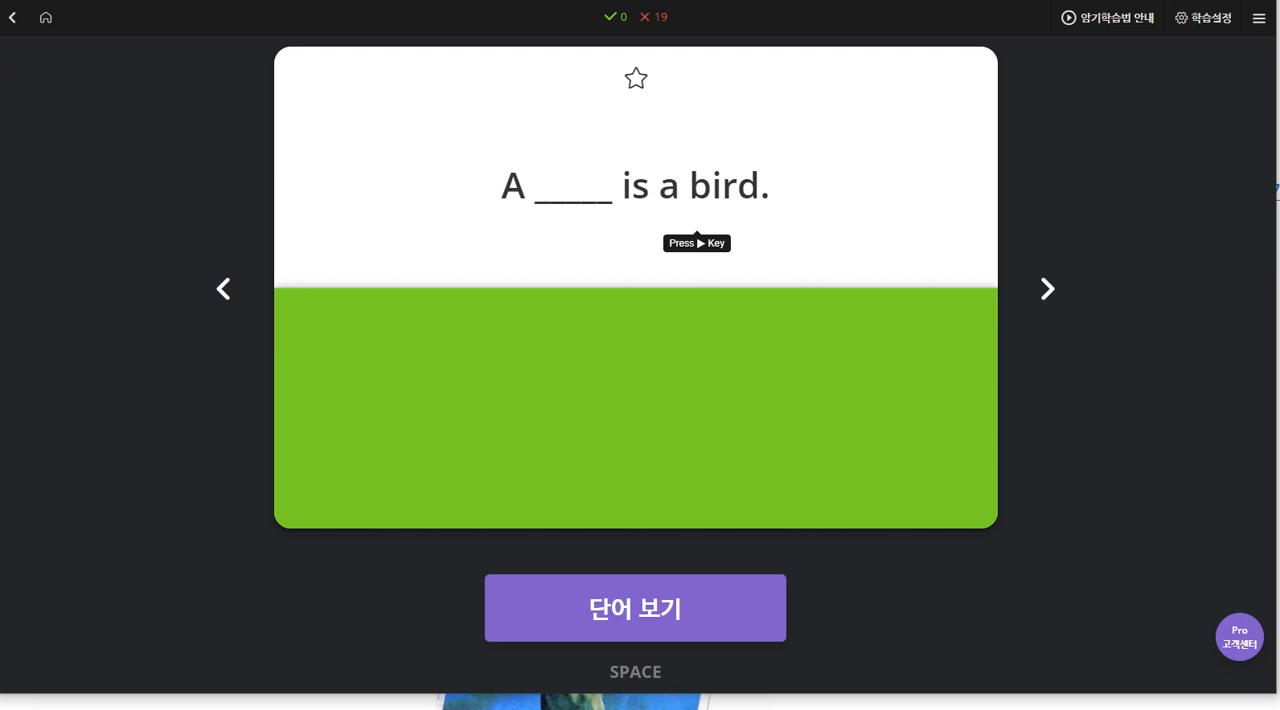 0 19 암기학습법 안내 학습설정
A _____ is a bird.
Press ▶ Key
단어 보기
SPACE
Pro
고객센터